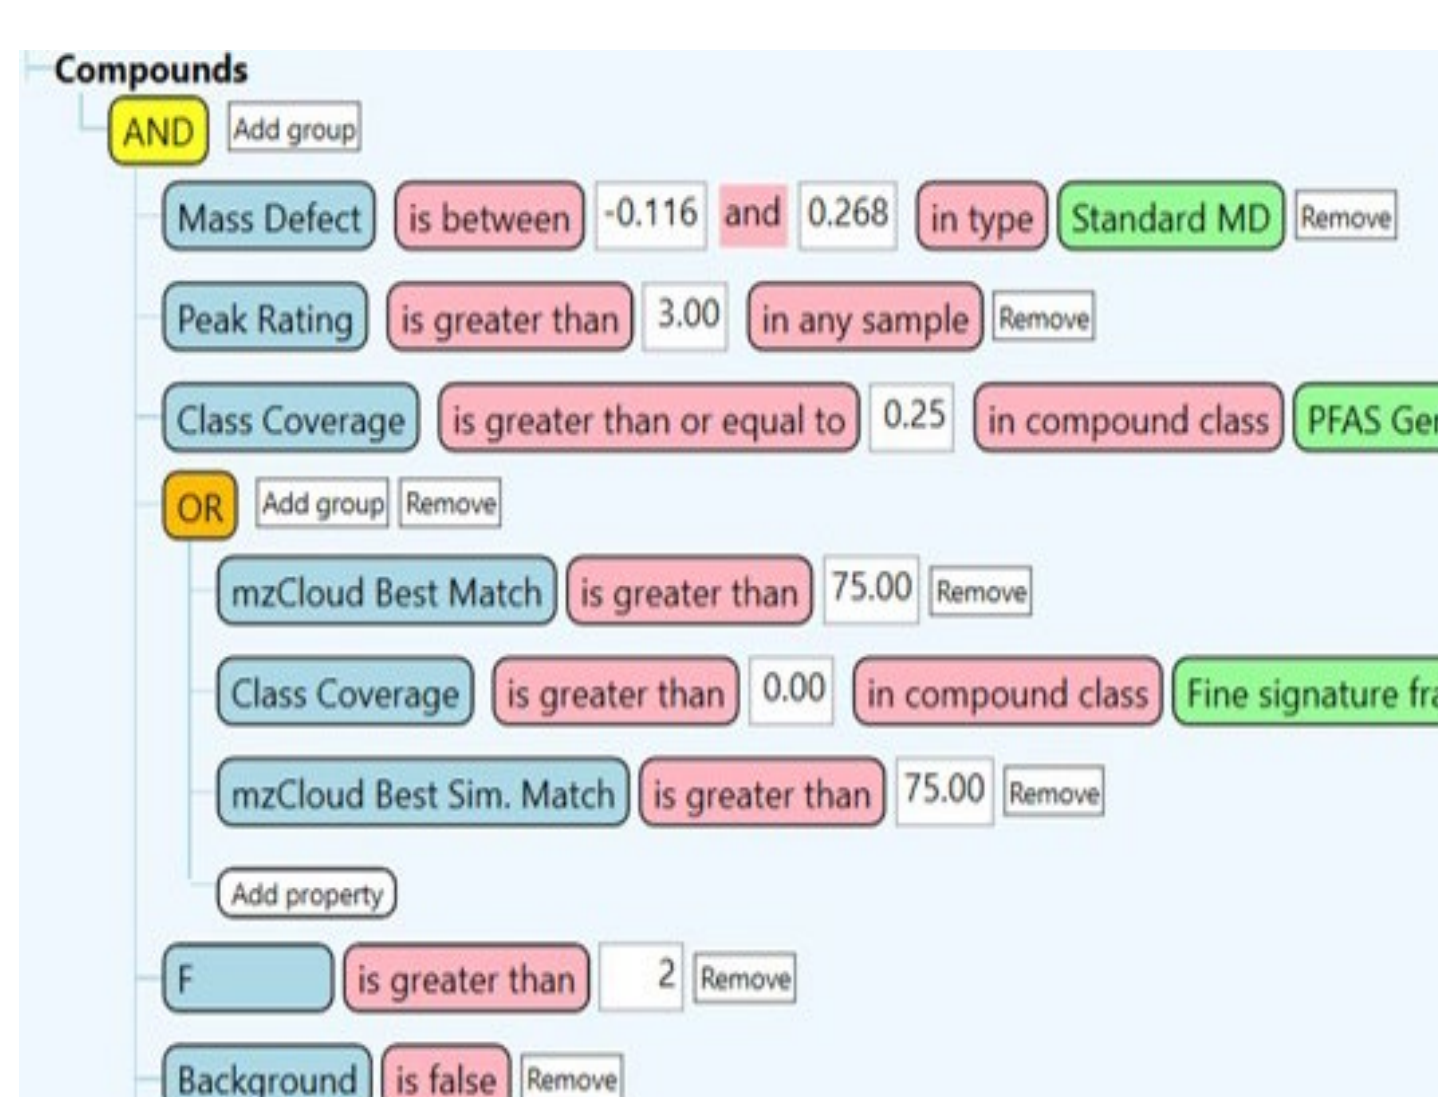 Compounds
AND Add group
Mass Defect is between -0.116 and 0.268 in type Standard MD Remove
Peak Rating is greater than 3.00 in any sample Remove
Class Coverage is greater than or equal to 0.25 in compound class PFAS
OR Add group Remove
mzCloud Best Match is greater than 75.00 Remove
Class Coverage is greater than 0.00 in compound class Fine signature
mzCloud Best Sim. Match is greater than 75.00 Remove
Add property
F is greater than 2 Remove
Background is false Remove